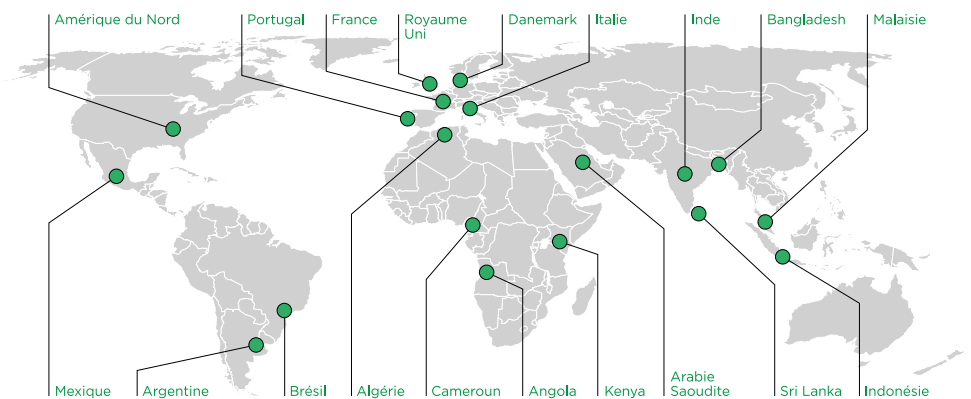 Amérique du Nord
Portugal
France
Royaume
Uni
Danemark
Italie
Inde
Bangladesh
Malaisie
Mexique
Argentine
Brésil
Algérie
Cameroun
Angola
Kenya
Arabie
Saoudite
Sri Lanka
Indonésie